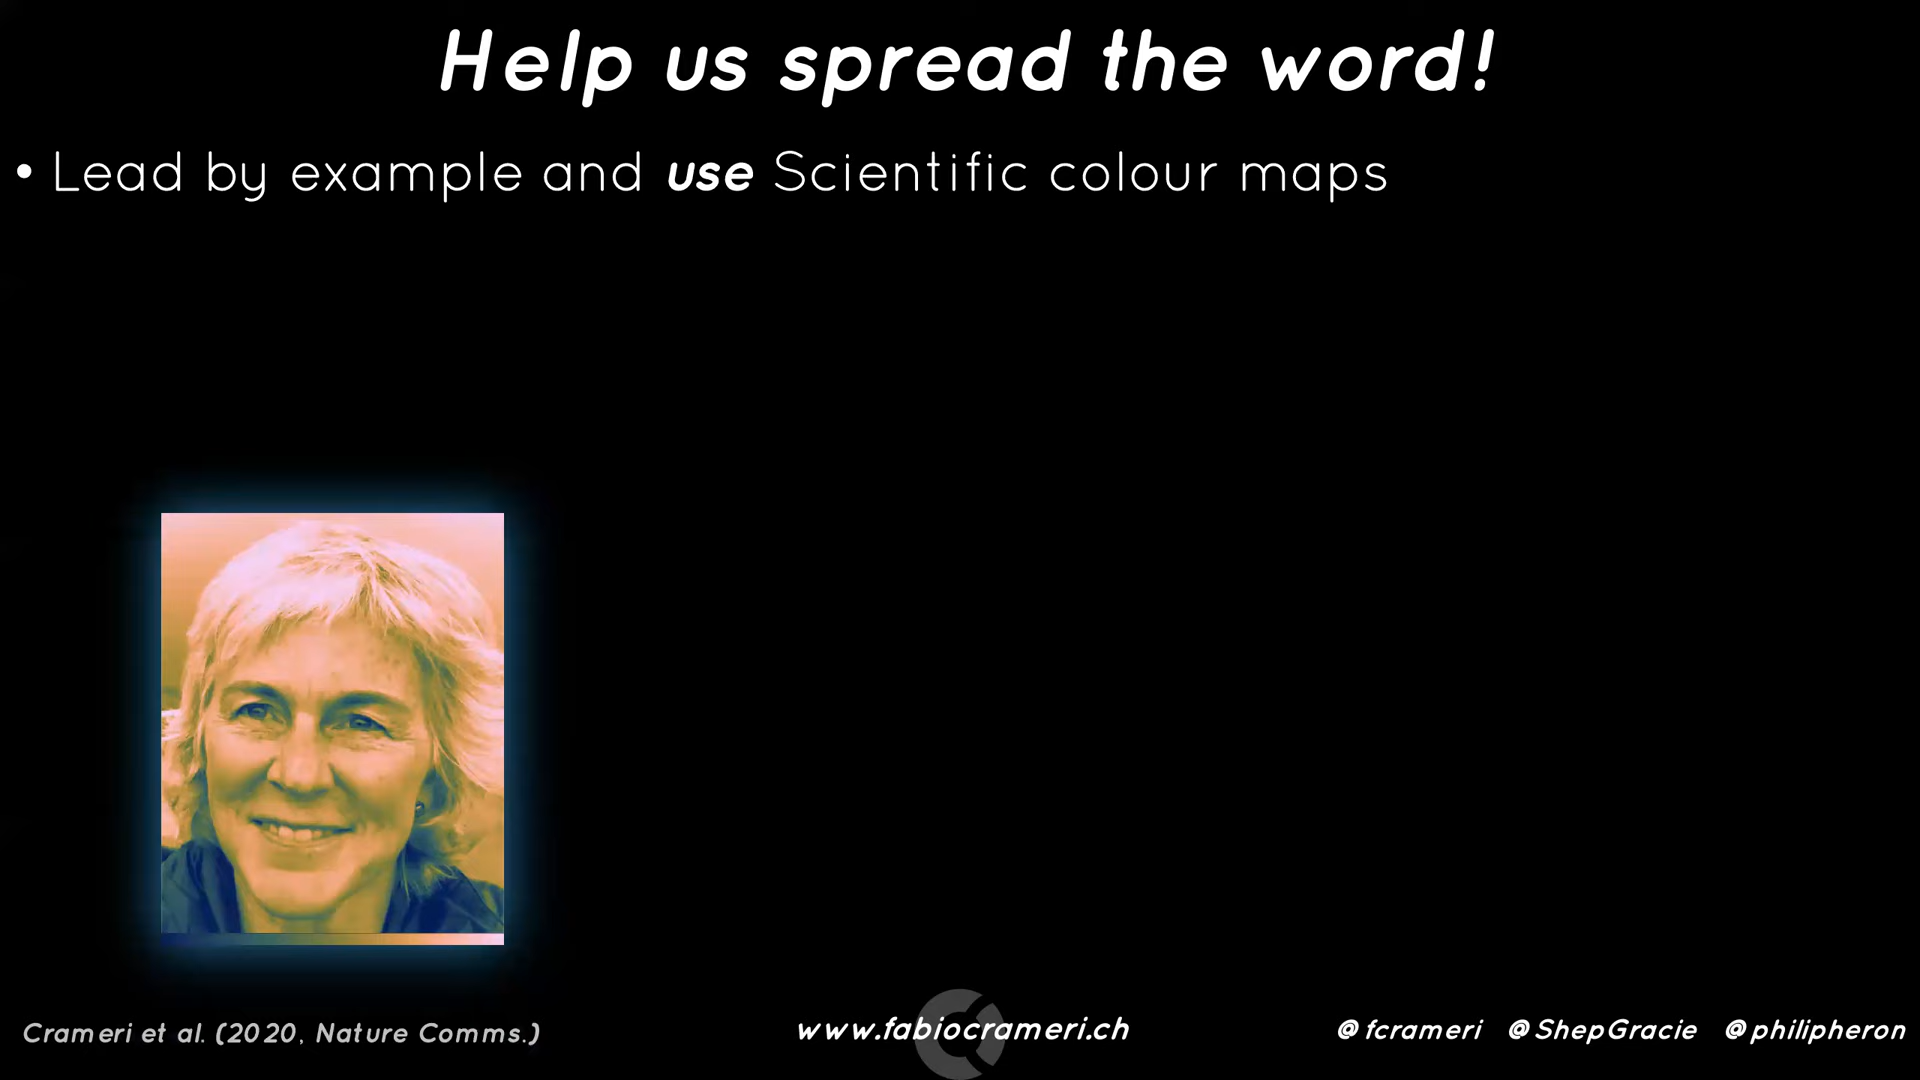 Help us spread the word!
• Lead by example and use Scientific colour maps
Crameri et al. (2020, Nature Comms.)
www.fabiocrameri.ch
@fcrameri @ShepGracie @philipheron